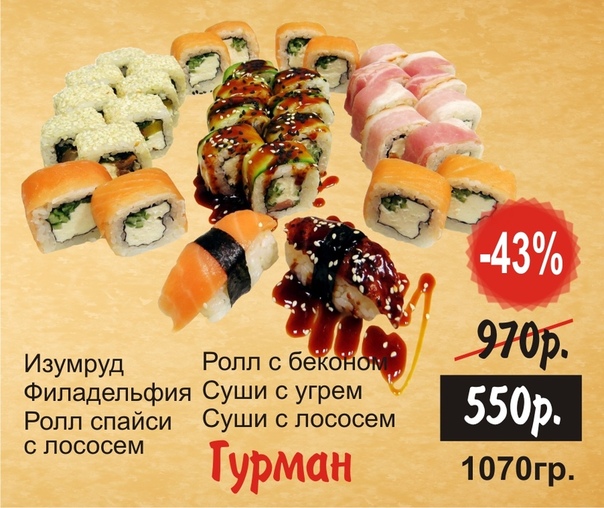 -43%
970р.
550р.
1070гр.
Изумруд
Филадельфия
Ролл спайси
с лососем
Ролл с беконом
Суши с угрем
Суши с лососем
Гурман